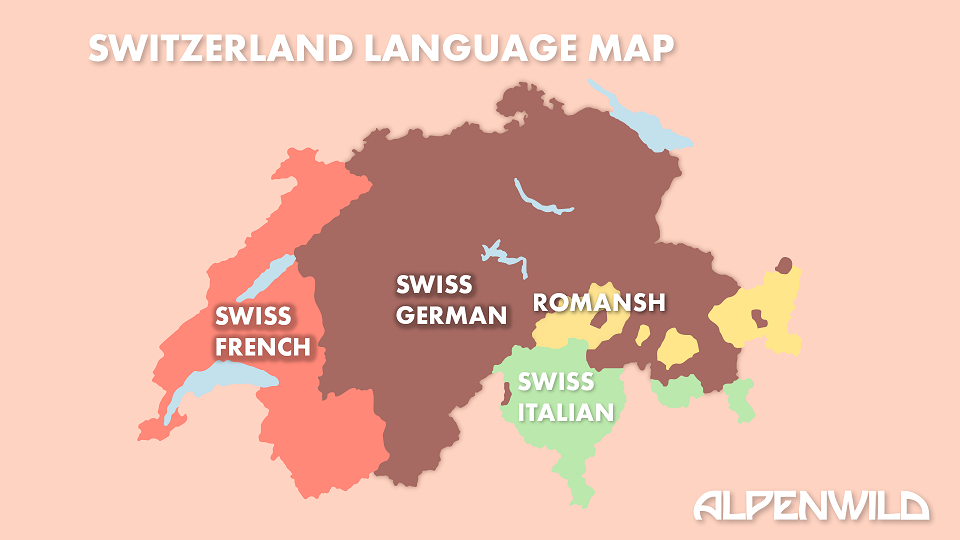 SWITZERLAND LANGUAGE MAP
SWISS
GERMAN
ROMANSH
SWISS
FRENCH
SWISS
ITALIAN
ALPENWILD